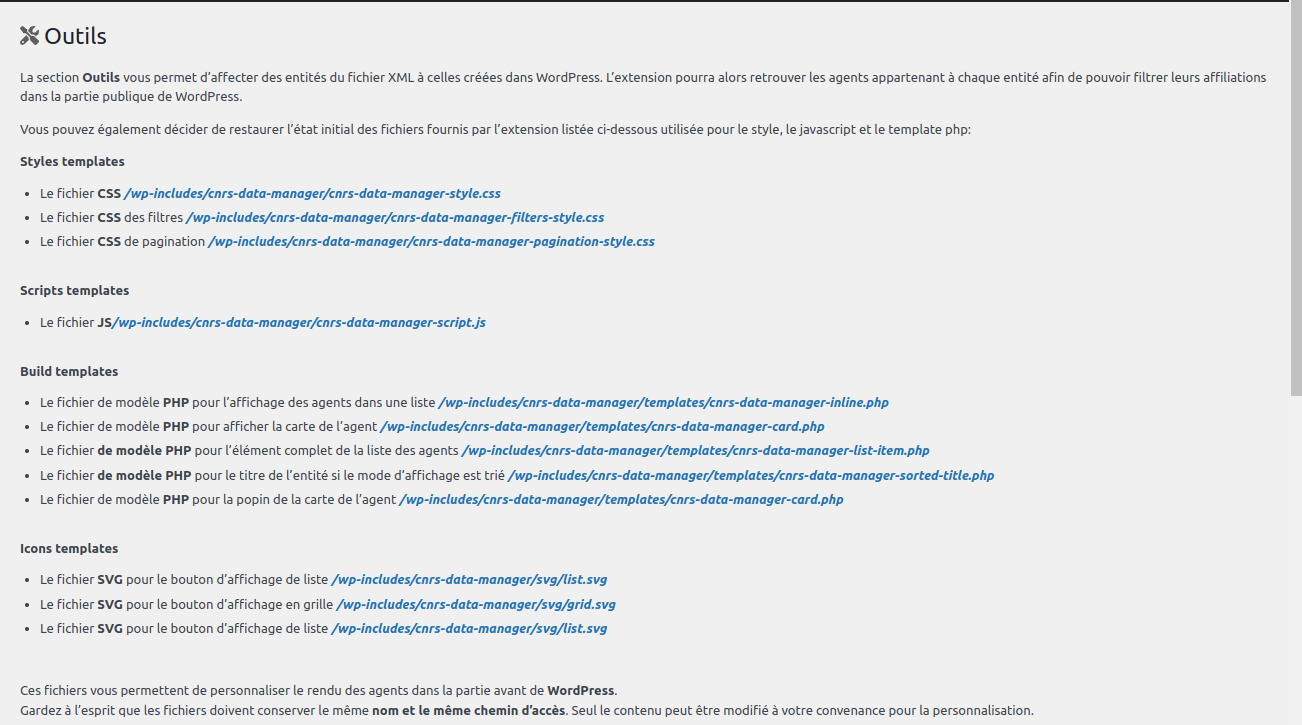 Outils
La section Outils vous permet d'affecter des entités du fichier XML à celles créées dans WordPress. L'extension pourra alors retrouver les agents appartenant à chaque entité afin de pouvoir filtrer leurs affiliations
dans la partie publique de WordPress.
Vous pouvez également décider de restaurer l'état initial des fichiers fournis par l'extension listée ci-dessous utilisée pour le style, le javascript et le template php:
Styles templates
• Le fichier CSS /wp-includes/cnrs-data-manager/cnrs-data-manager-style.css
• Le fichier CSS des filtres /wp-includes/cnrs-data-manager/cnrs-data-manager-filters-style.css
• Le fichier CSS de pagination /wp-includes/cnrs-data-manager/cnrs-data-manager-pagination-style.css
Scripts templates
• Le fichier JS/wp-includes/cnrs-data-manager/cnrs-data-manager-script.js
Build templates
• Le fichier de modèle PHP pour l'affichage des agents dans une liste /wp-includes/cnrs-data-manager/templates/cnrs-data-manager-inline.php
• Le fichier de modèle PHP pour afficher la carte de l'agent /wp-includes/cnrs-data-manager/templates/cnrs-data-manager-card.php
• Le fichier de modèle PHP pour l'élément complet de la liste des agents /wp-includes/cnrs-data-manager/templates/cnrs-data-manager-list-item.php
• Le fichier de modèle PHP pour le titre de l'entité si le mode d'affichage est trié /wp-includes/cnrs-data-manager/templates/cnrs-data-manager-sorted-title.php
• Le fichier de modèle PHP pour la popin de la carte de l'agent /wp-includes/cnrs-data-manager/templates/cnrs-data-manager-card.php
Icons templates
• Le fichier SVG pour le bouton d'affichage de liste /wp-includes/cnrs-data-manager/svg/list.svg
• Le fichier SVG pour le bouton d'affichage en grille /wp-includes/cnrs-data-manager/svg/grid.svg
• Le fichier SVG pour le bouton d'affichage de liste /wp-includes/cnrs-data-manager/svg/list.svg
Ces fichiers vous permettent de personnaliser le rendu des agents dans la partie avant de WordPress.
Gardez à l'esprit que les fichiers doivent conserver le même nom et le même chemin d'accès. Seul le contenu peut être modifié à votre convenance pour la personnalisation.